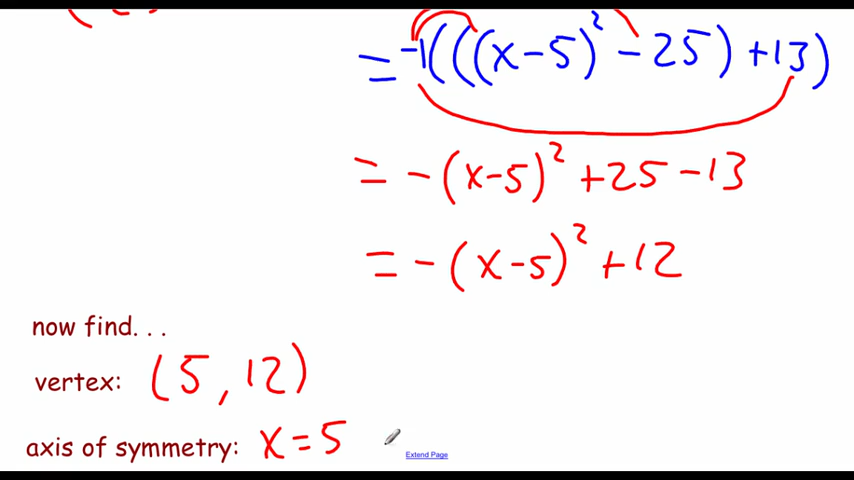 = -1(((x-5)² - 25) + 13)
= -(x-5)² + 25 - 13
= -(x-5)² + 12
now find. . .
vertex: (5, 12)
axis of symmetry: x = 5
Extend Page